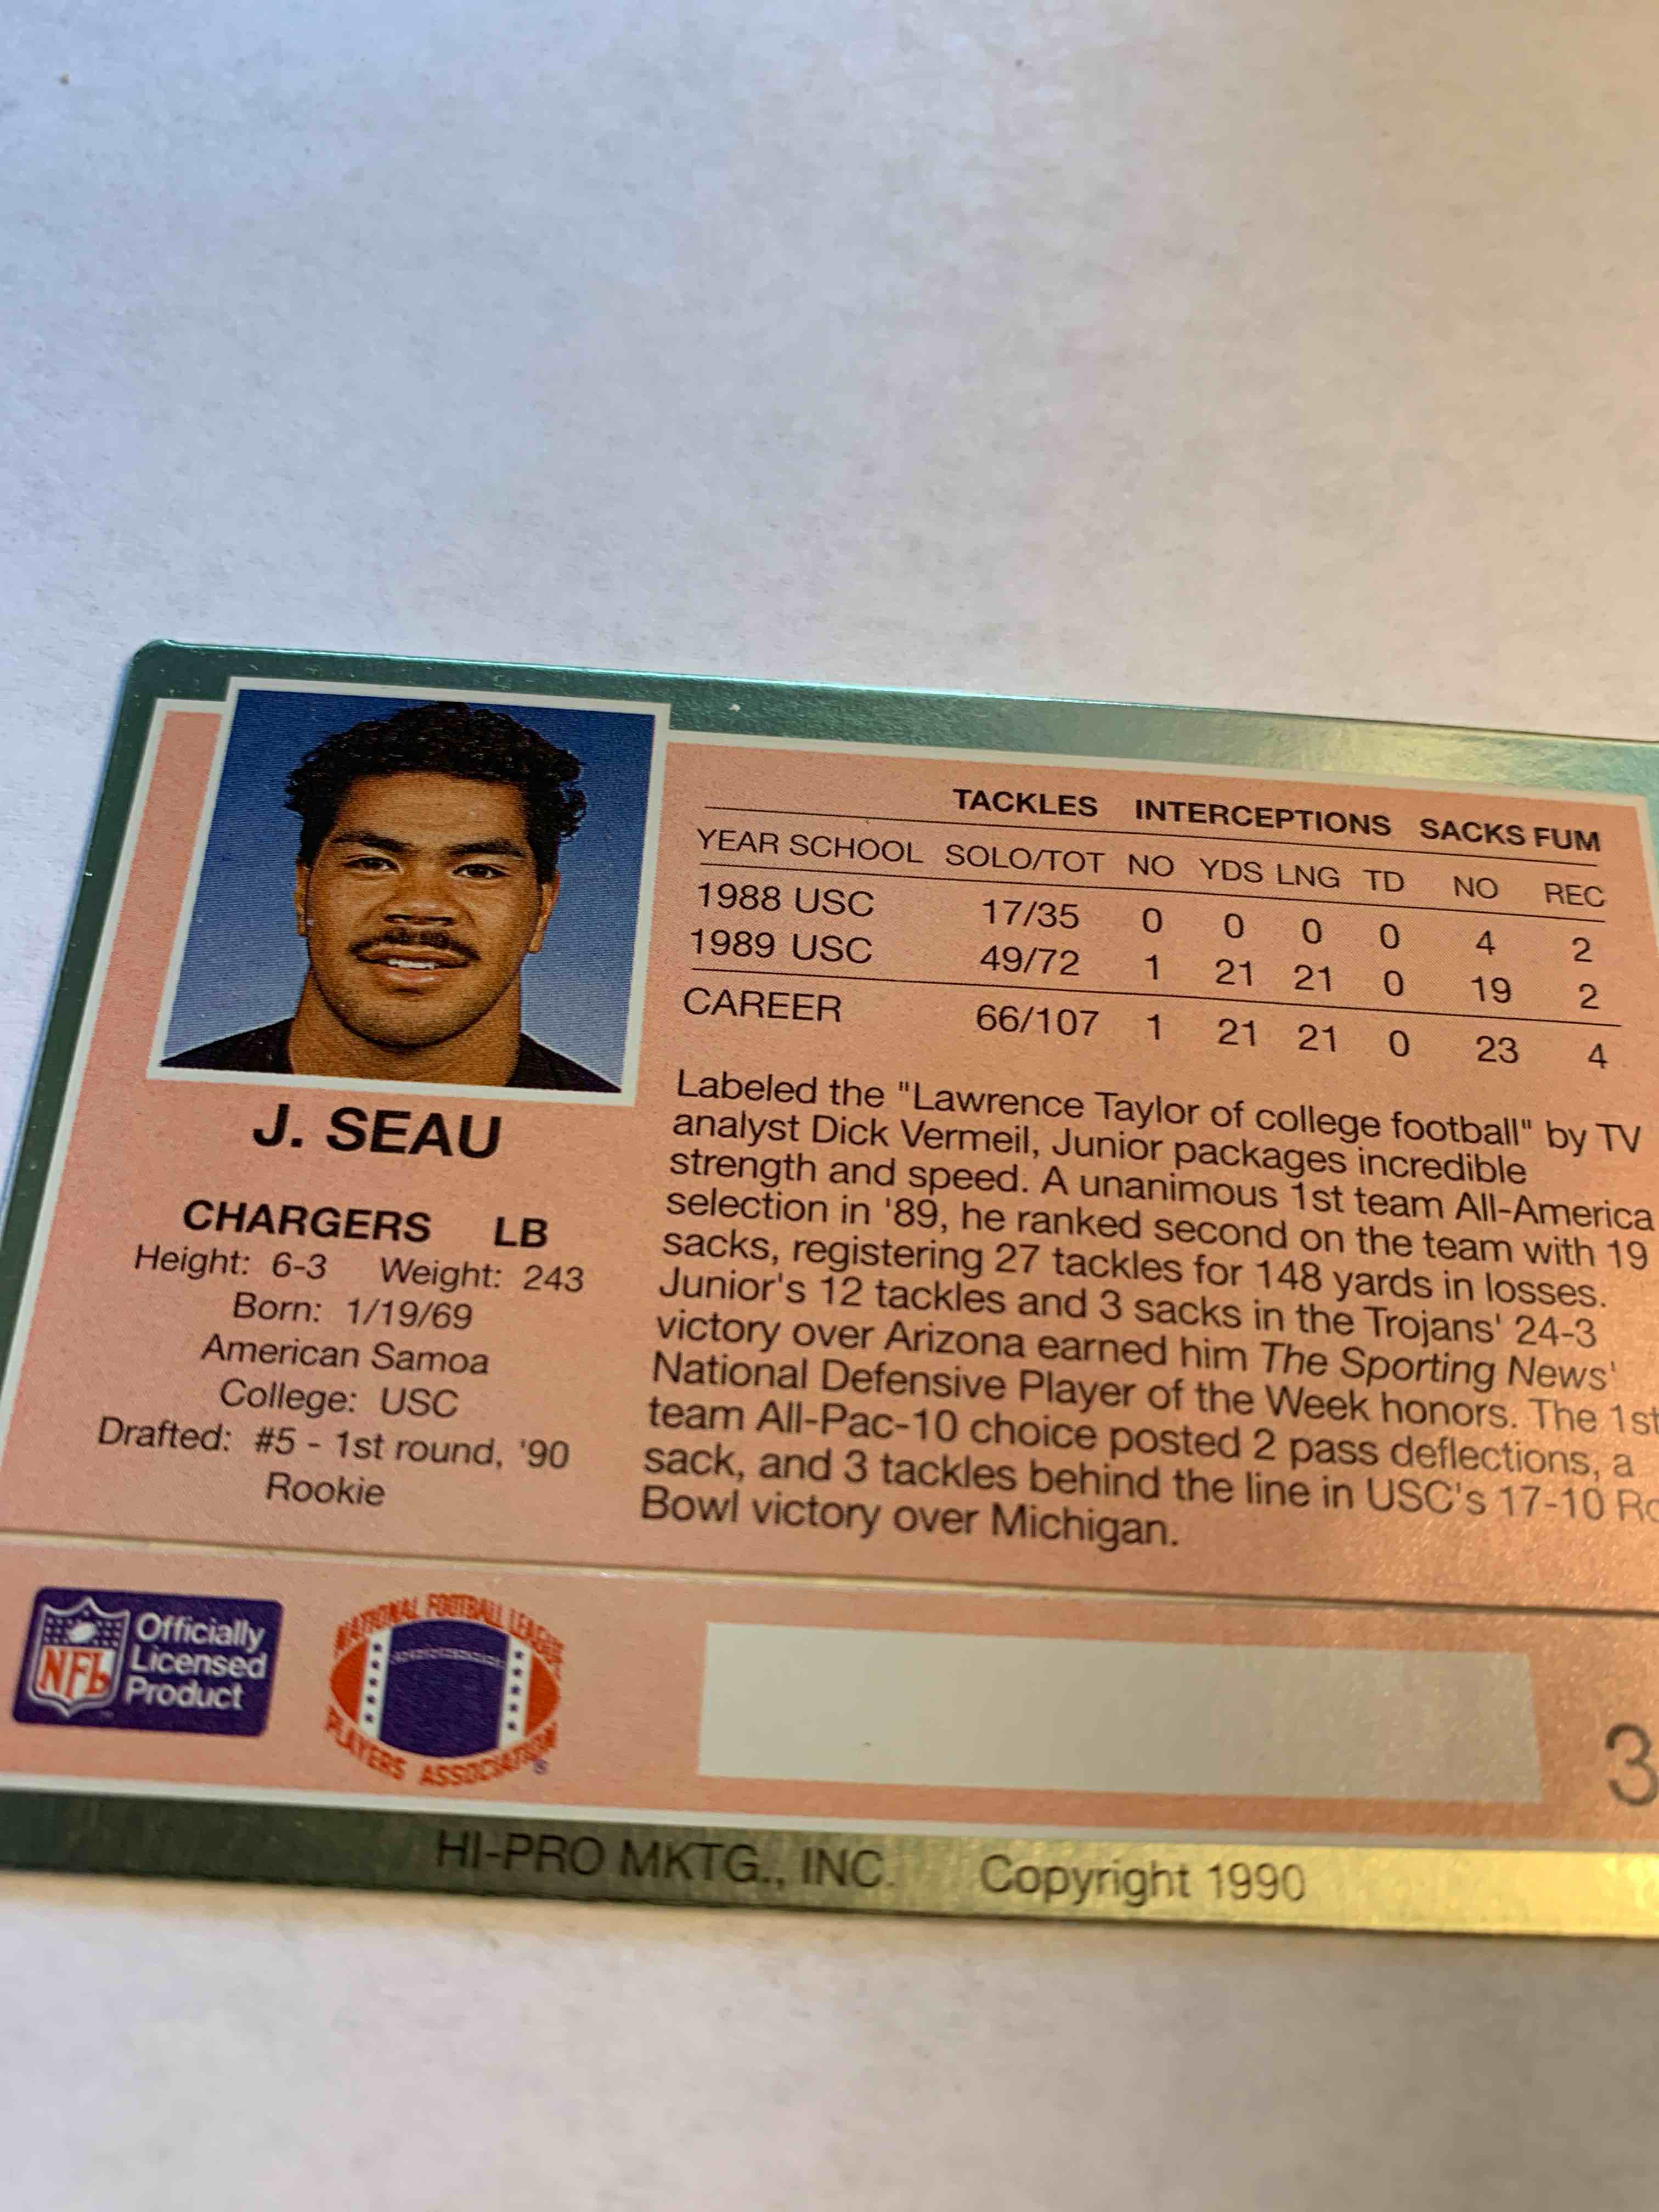 TACKLES INTERCEPTIONS SACKS FUM
YEAR SCHOOL SOLO/TOT NO YDS LNG TD NO REC
1988 USC 17/35 0 0 0 0 4 2
1989 USC 49/72 1 21 21 0 19 2
CAREER 66/107 1 21 21 0 23 4
J. SEAU
CHARGERS LB
Height: 6-3 Weight: 243
Born: 1/19/69
American Samoa
College: USC
Drafted: #5 - 1st round, '90
Rookie
Labeled the "Lawrence Taylor of college football" by TV
analyst Dick Vermeil, Junior packages incredible
strength and speed. A unanimous 1st team All-America
selection in '89, he ranked second on the team with 19
sacks, registering 27 tackles for 148 yards in losses.
Junior's 12 tackles and 3 sacks in the Trojans' 24-3
victory over Arizona earned him The Sporting News'
National Defensive Player of the Week honors. The 1st
team All-Pac-10 choice posted 2 pass deflections, a
sack, and 3 tackles behind the line in USC's 17-10
Bowl victory over Michigan.
NFL
Officially
Licensed
Product
NATIONAL FOOTBALL LEAGUE
PLAYERS ASSOCIATION
HI-PRO MKTG., INC. Copyright 1990